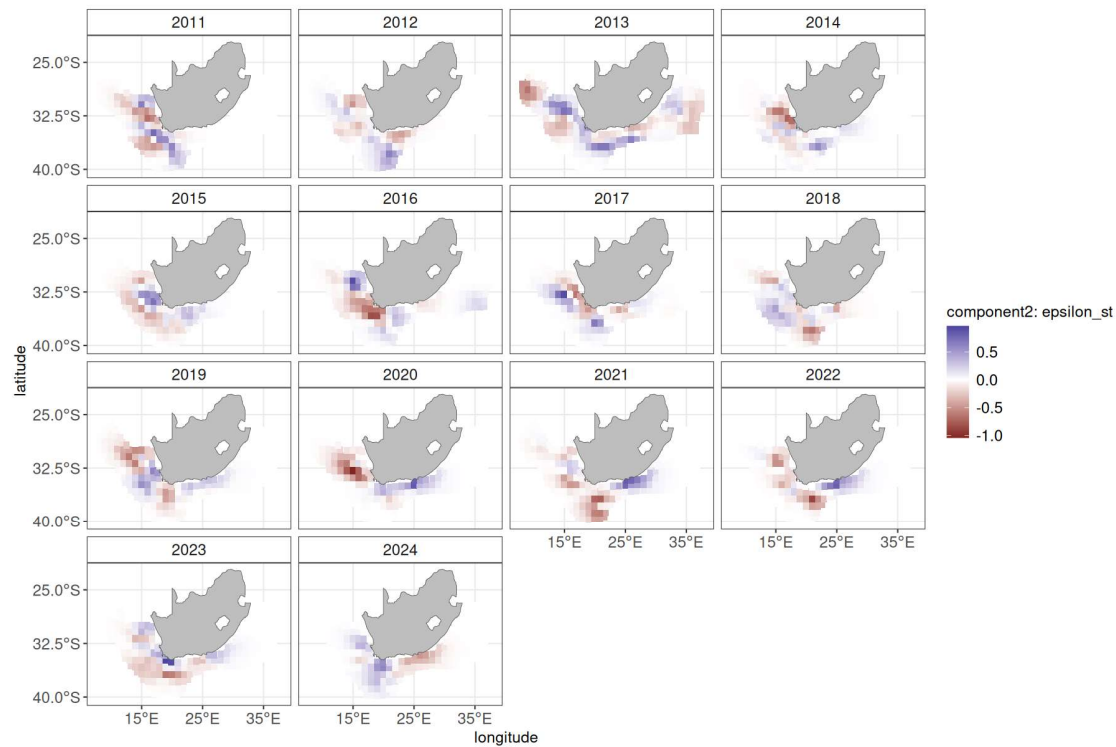 2011 2012 2013 2014
25.0°S
32.5°S
40.0°S
2015 2016 2017 2018
25.0°S
32.5°S
40.0°S
component2: epsilon_st
0.5
0.0
-0.5
-1.0
latitude
2019 2020 2021 2022
25.0°S
32.5°S
40.0°S
15°E 25°E 35°E 15°E 25°E 35°E
2023 2024
25.0°S
32.5°S
40.0°S
15°E 25°E 35°E 15°E 25°E 35°E
longitude